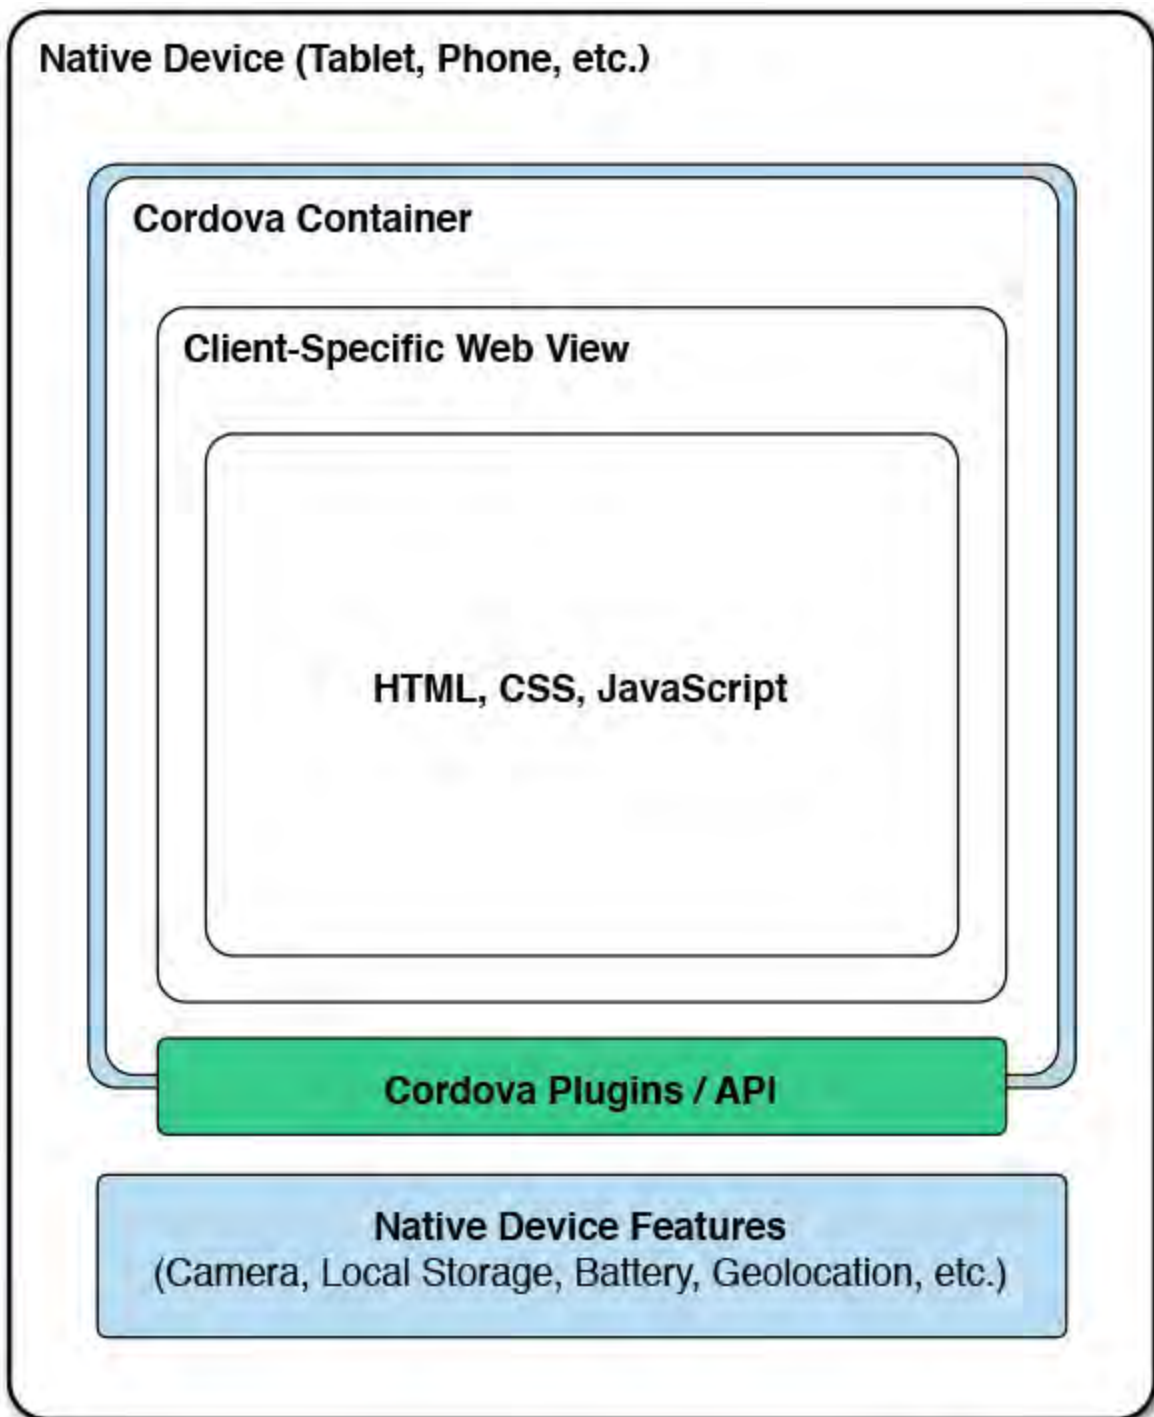 Native Device (Tablet, Phone, etc.)
Cordova Container
Client-Specific Web View
HTML, CSS, JavaScript
Cordova Plugins / API
Native Device Features
(Camera, Local Storage, Battery, Geolocation, etc.)